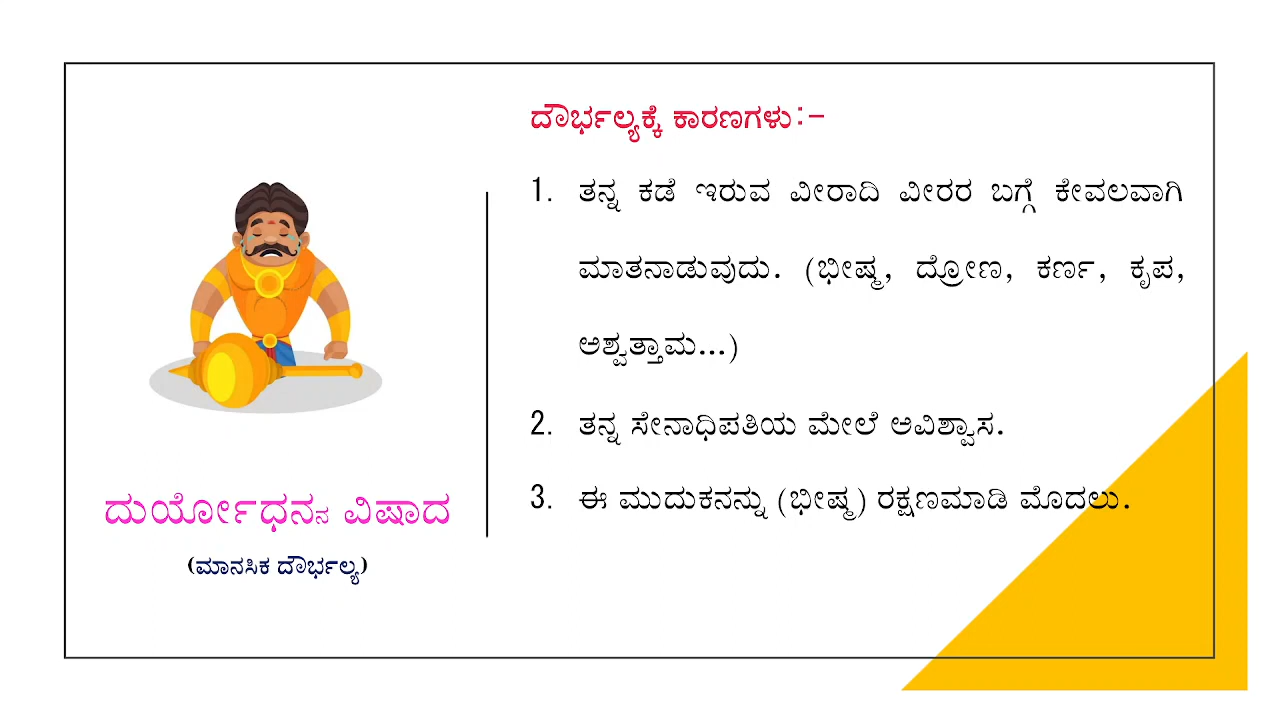 ದೌರ್ಭಲ್ಯಕ್ಕೆ ಕಾರಣಗಳು:-
1. ತನ್ನ ಕಡೆ ಇರುವ ವೀರಾದಿ ವೀರರ ಬಗ್ಗೆ ಕೇವಲವಾಗಿ
ಮಾತನಾಡುವುದು. (ಭೀಷ್ಮ, ದ್ರೋಣ, ಕರ್ಣ, ಕೃಪ,
ಅಶ್ವತ್ತಾಮ...)
2. ತನ್ನ ಸೇನಾಧಿಪತಿಯ ಮೇಲೆ ಅವಿಶ್ವಾಸ.
3. ಈ ಮುದುಕನನ್ನು (ಭೀಷ್ಮ) ರಕ್ಷಣಮಾಡಿ ಮೊದಲು.
ದುರ್ಯೋಧನನ ವಿಷಾದ
(ಮಾನಸಿಕ ದೌರ್ಭಲ್ಯ)